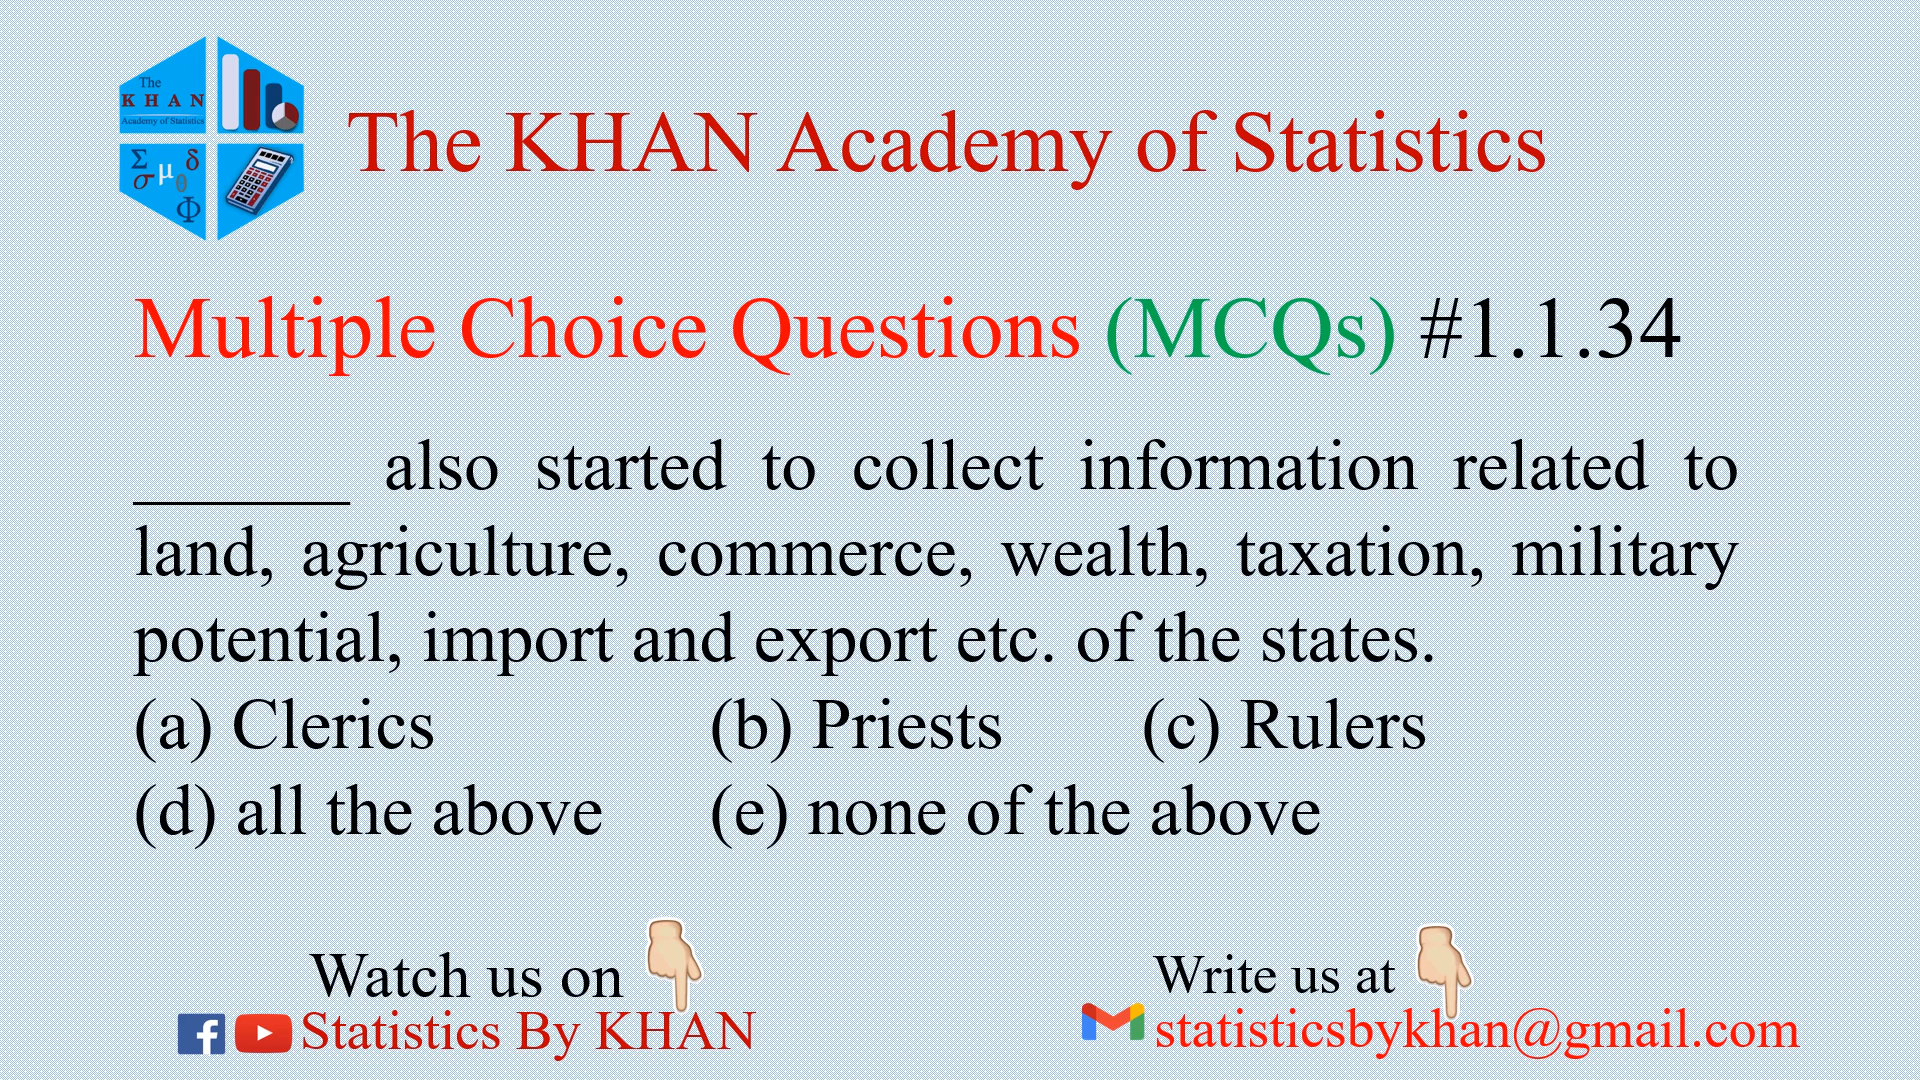 The
KHAN
Academy of Statistics
Σ μ δ
σ 0
Φ
The KHAN Academy of Statistics
Multiple Choice Questions (MCQs) #1.1.34
______ also started to collect information related to
land, agriculture, commerce, wealth, taxation, military
potential, import and export etc. of the states.
(a) Clerics (b) Priests (c) Rulers
(d) all the above (e) none of the above
Watch us on
Statistics By KHAN
Write us at
statisticsbykhan@gmail.com